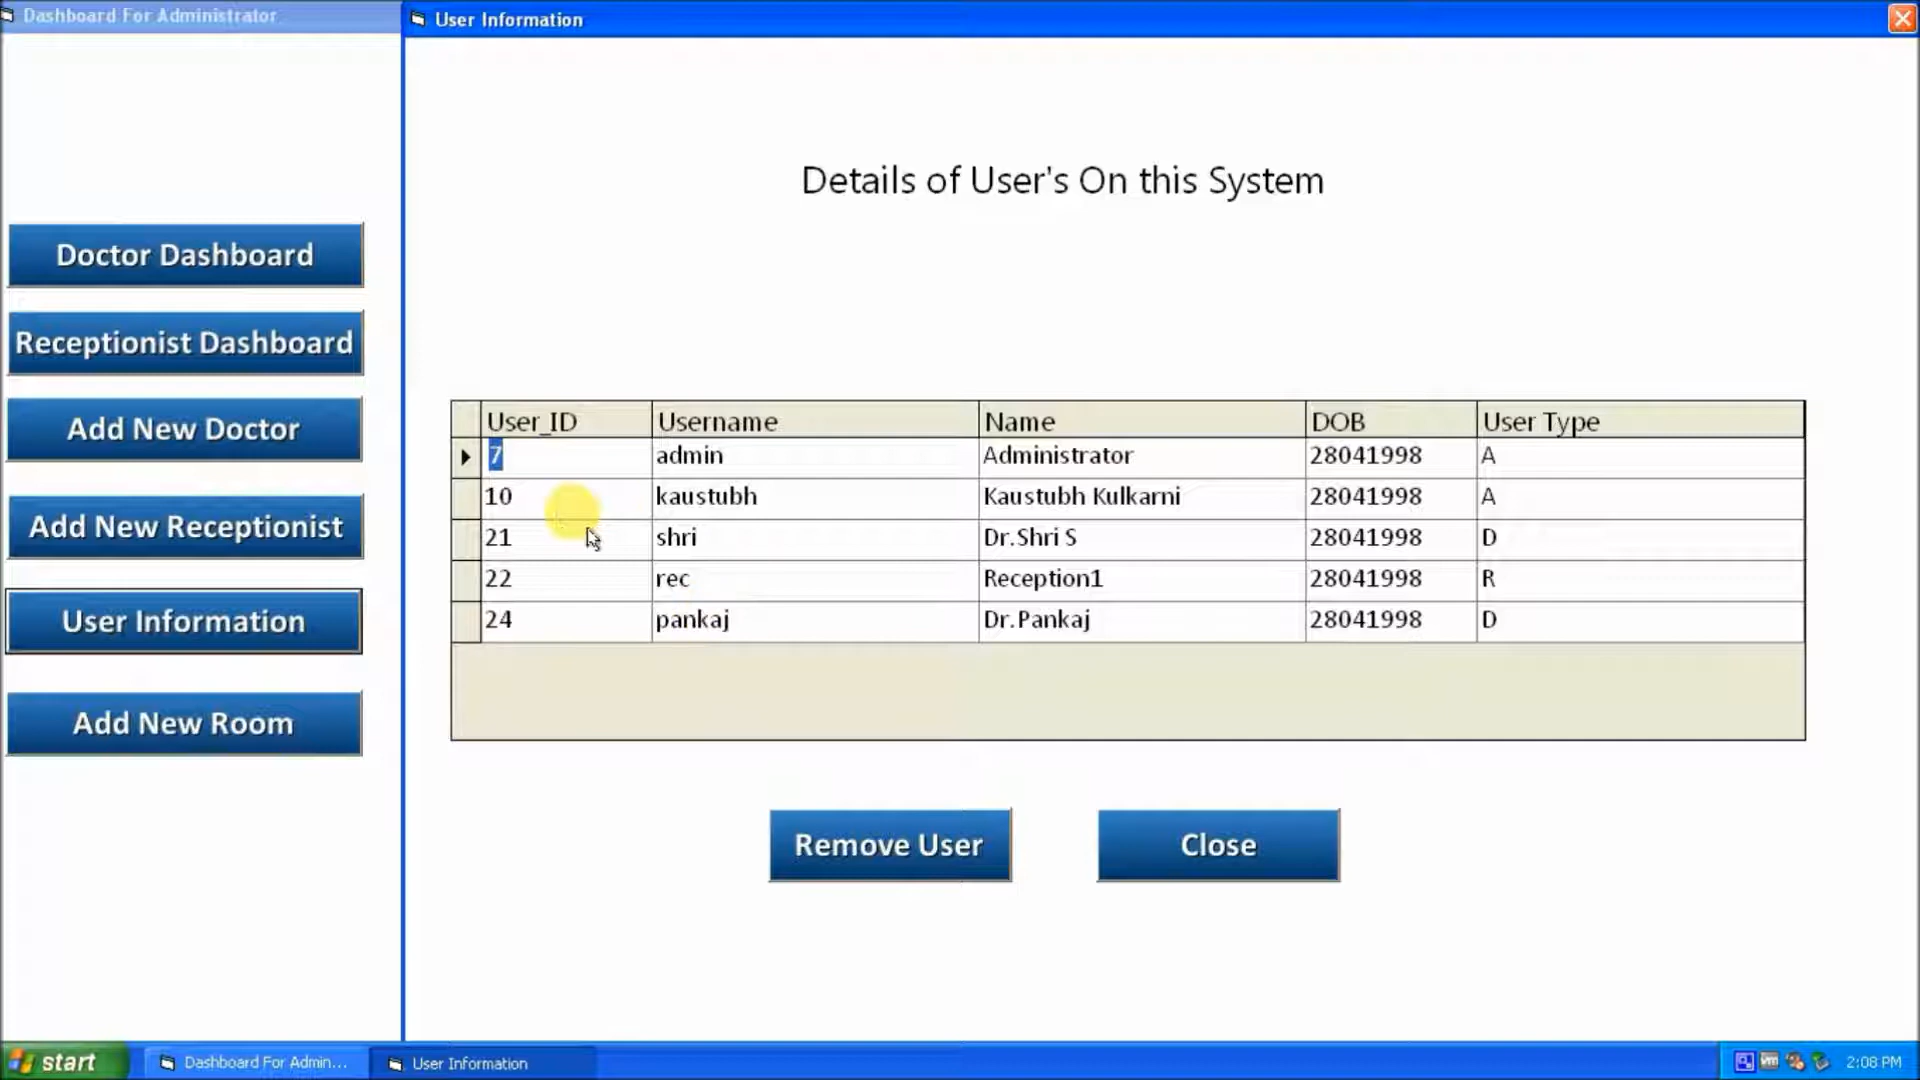 Dashboard For Administrator
User Information
Details of User's On this System
Doctor Dashboard
Receptionist Dashboard
Add New Doctor
Add New Receptionist
User Information
Add New Room
User_ID Username Name DOB User Type
7 admin Administrator 28041998 A
10 kaustubh Kaustubh Kulkarni 28041998 A
21 shri Dr.Shri S 28041998 D
22 rec Reception1 28041998 R
24 pankaj Dr.Pankaj 28041998 D
Remove User Close
start Dashboard For Admin... User Information vm 2:08 PM